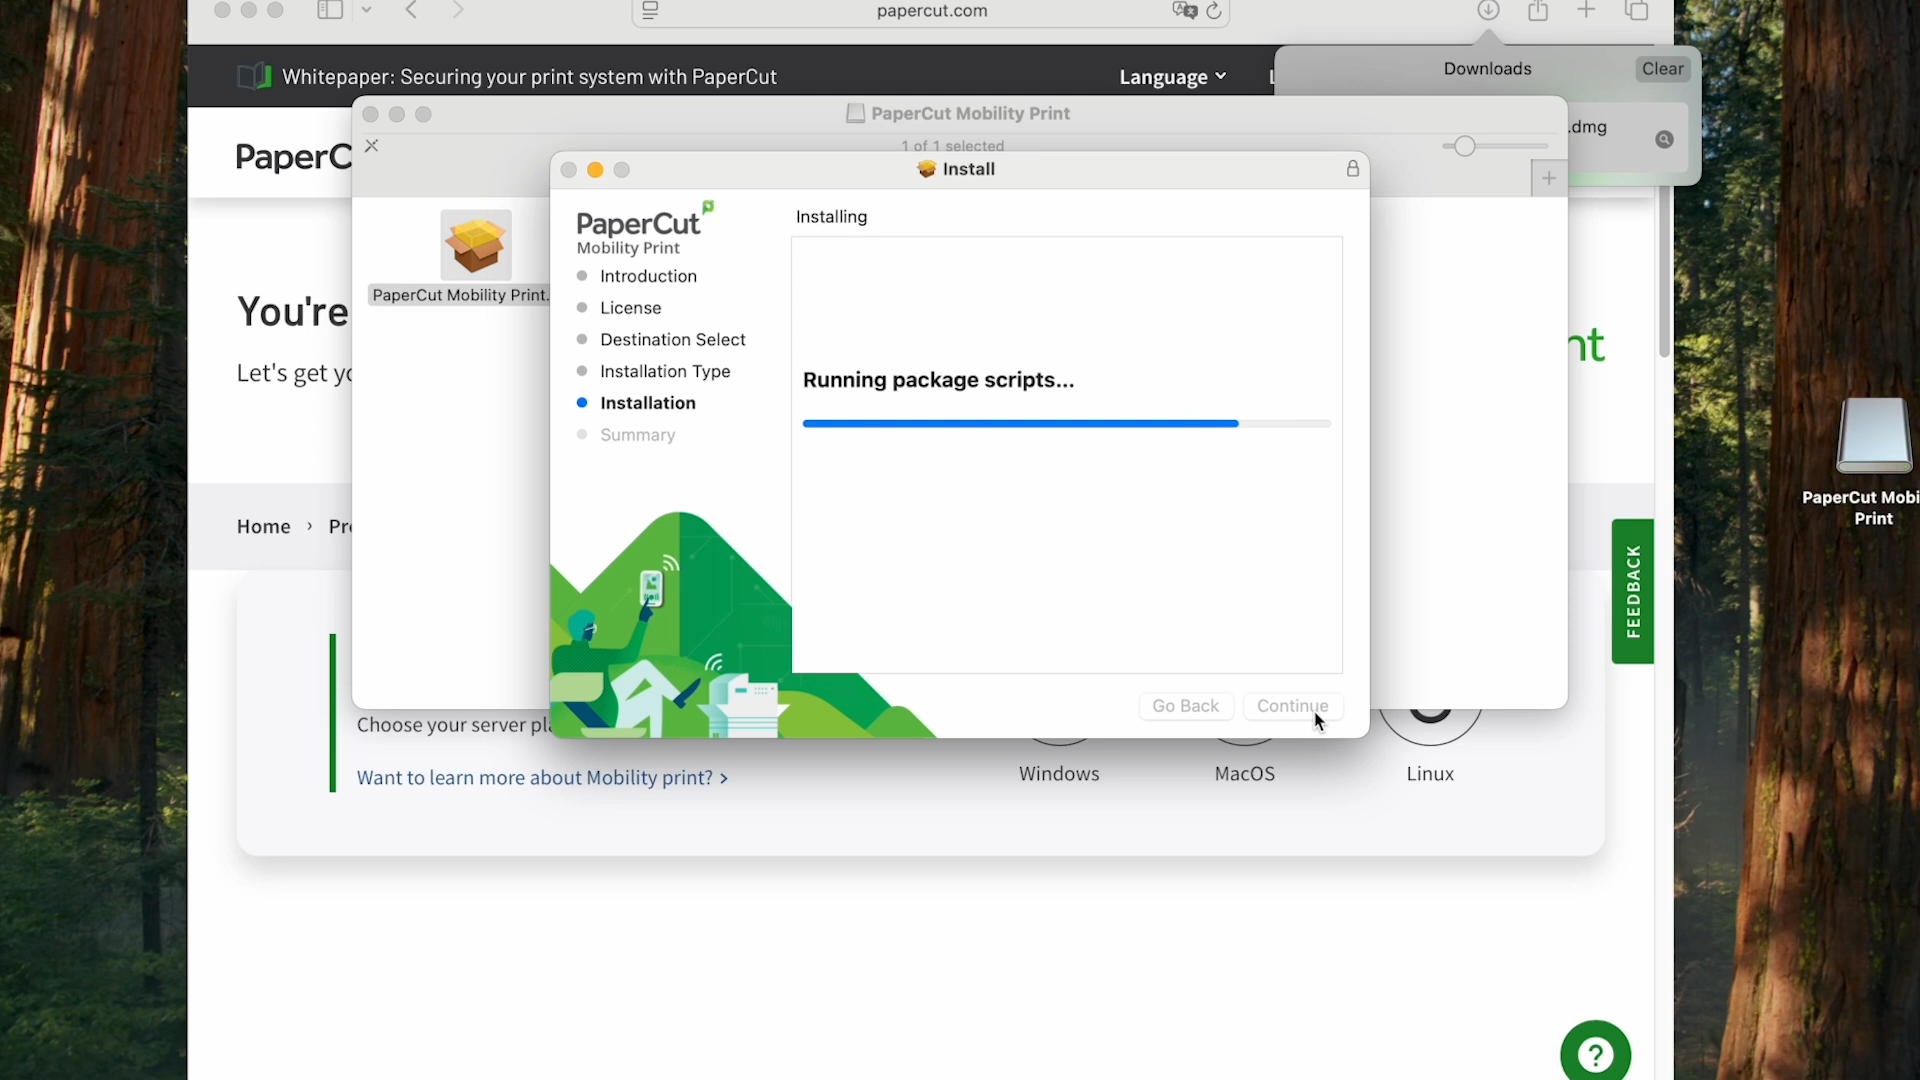 papercut.com
Whitepaper: Securing your print system with PaperCut
Language
Downloads
Clear
.dmg
PaperCut Mobility Print
1 of 1 selected
Install
PaperC
PaperCut
Mobility Print
Installing
Introduction
License
Destination Select
Installation Type
Installation
Summary
Running package scripts...
PaperCut Mobility Print.
You're
nt
Let's get yo
PaperCut Mobi
Print
Home › Pr
FEEDBACK
Go Back
Continue
Choose your server pla
Want to learn more about Mobility print? >
Windows
MacOS
Linux
?